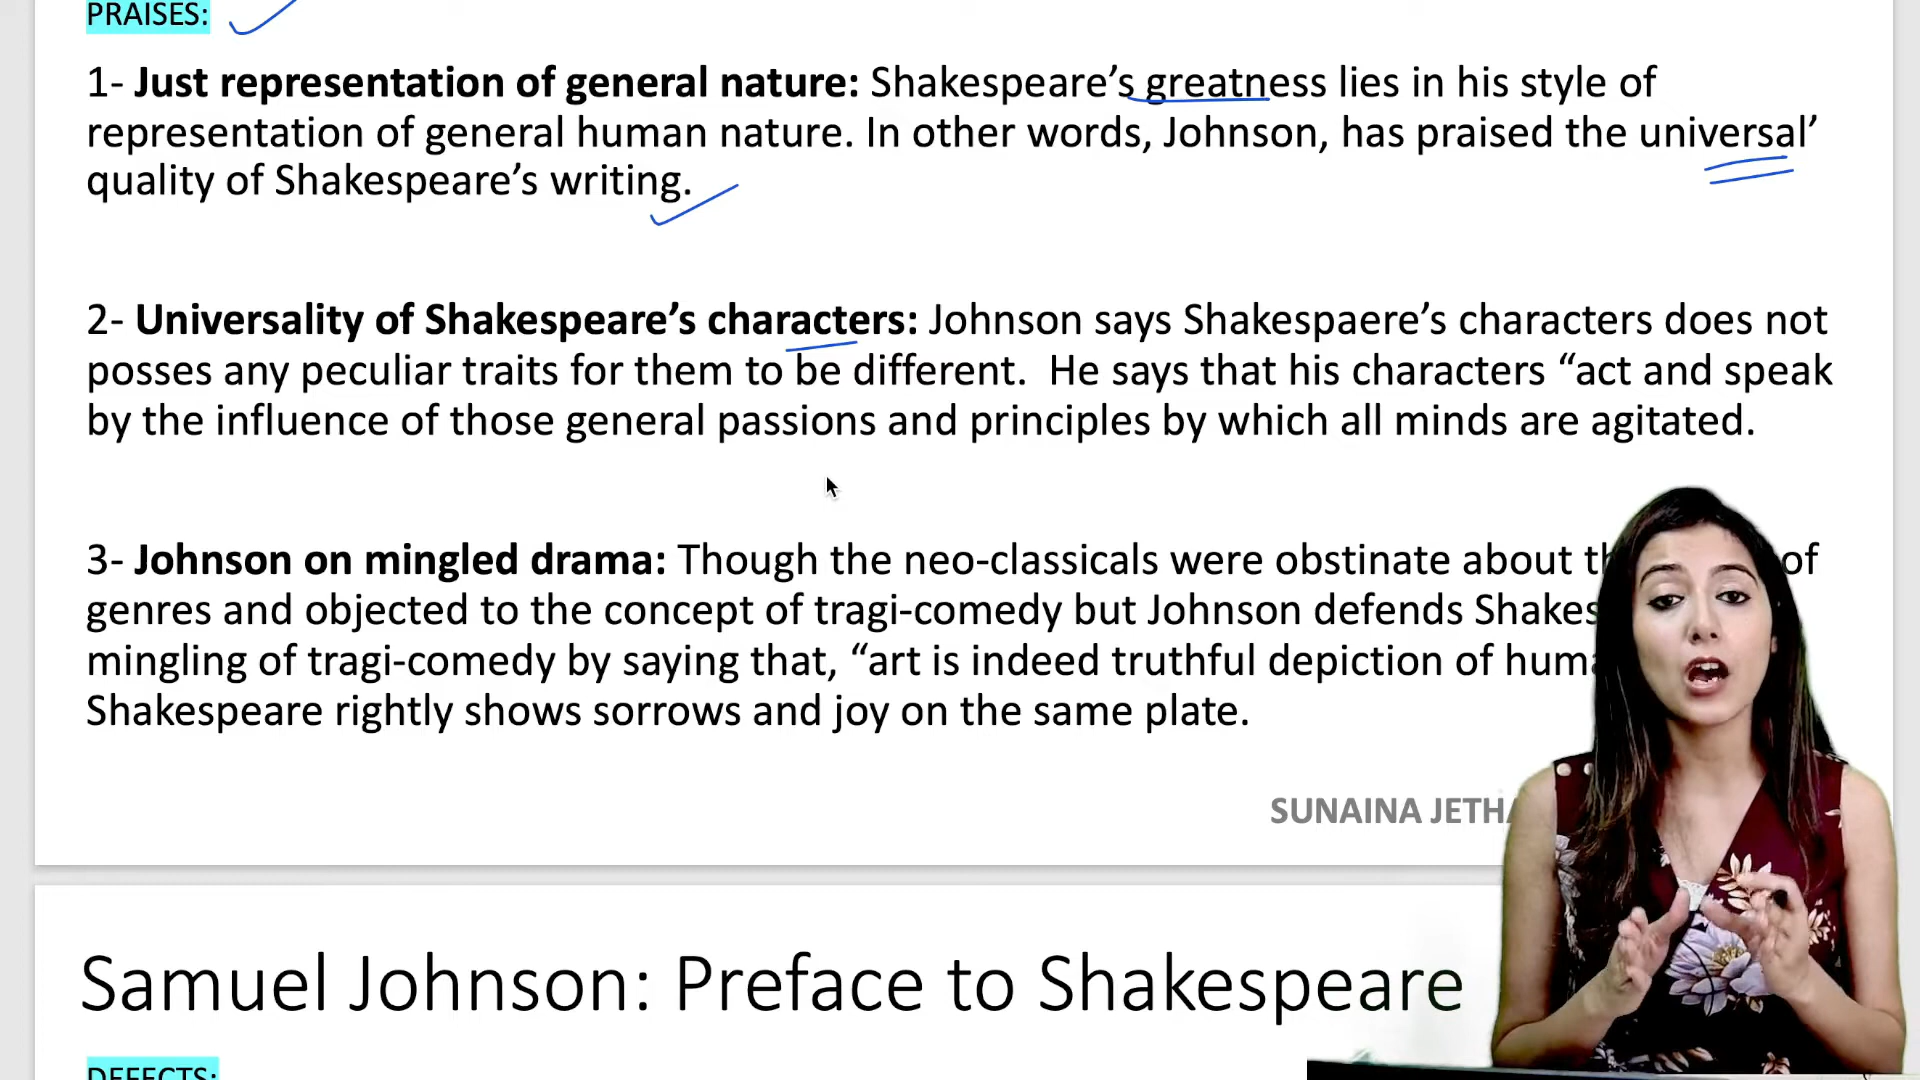 PRAISES:
1- Just representation of general nature: Shakespeare’s greatness lies in his style of
representation of general human nature. In other words, Johnson, has praised the universal’
quality of Shakespeare’s writing.
2- Universality of Shakespeare’s characters: Johnson says Shakespaere’s characters does not
posses any peculiar traits for them to be different. He says that his characters “act and speak
by the influence of those general passions and principles by which all minds are agitated.
3- Johnson on mingled drama: Though the neo-classicals were obstinate about of
genres and objected to the concept of tragi-comedy but Johnson defends
mingling of tragi-comedy by saying that, “art is indeed truthful depiction of
Shakespeare rightly shows sorrows and joy on the same plate.
SUNAINA
Samuel Johnson: Preface to Shakespeare
DEFECTS: